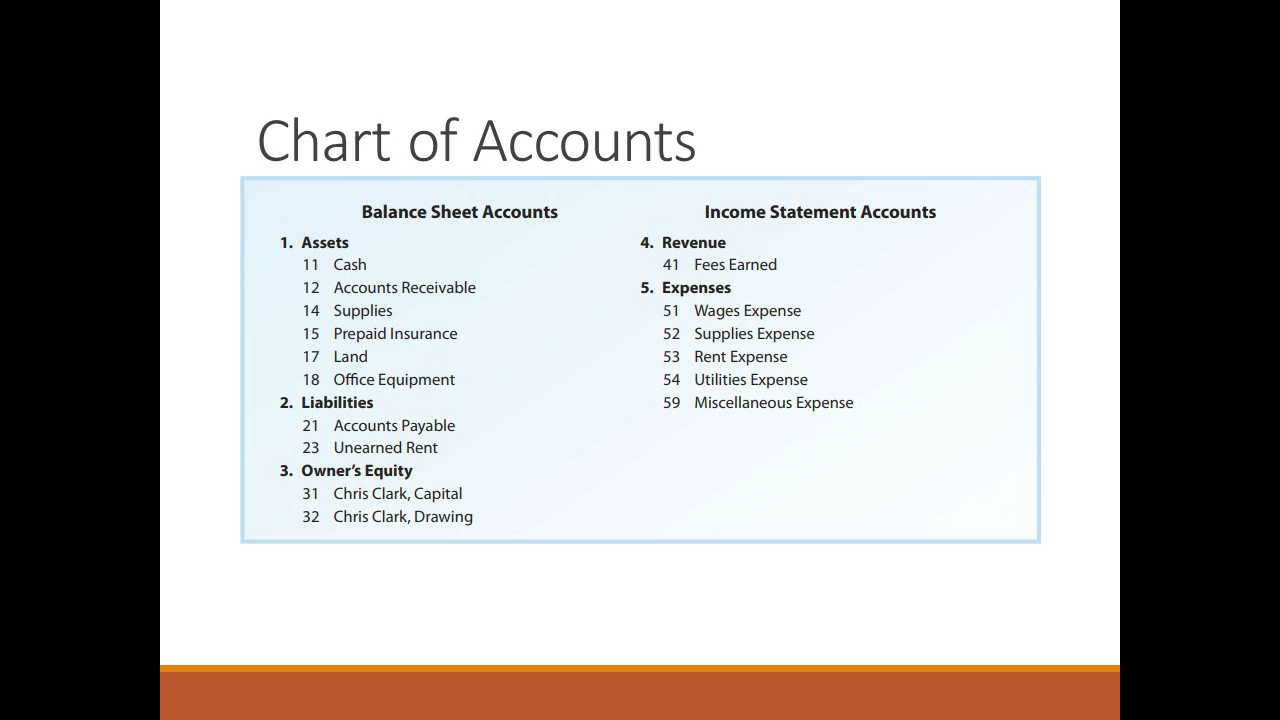 Chart of Accounts
Balance Sheet Accounts
1. Assets
11 Cash
12 Accounts Receivable
14 Supplies
15 Prepaid Insurance
17 Land
18 Office Equipment
2. Liabilities
21 Accounts Payable
23 Unearned Rent
3. Owner's Equity
31 Chris Clark, Capital
32 Chris Clark, Drawing
Income Statement Accounts
4. Revenue
41 Fees Earned
5. Expenses
51 Wages Expense
52 Supplies Expense
53 Rent Expense
54 Utilities Expense
59 Miscellaneous Expense